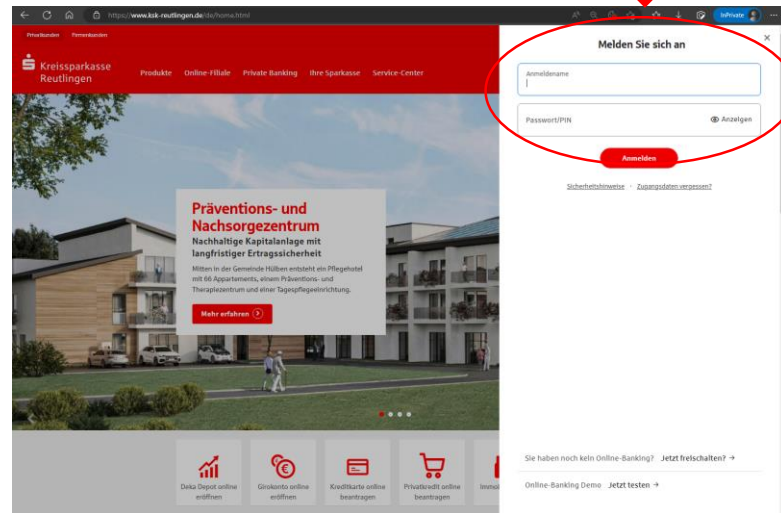 https://www.ksk-reutlingen.de/de/home.html
InPrivate
Privatkunden Firmenkunden
Kreissparkasse
Reutlingen
Produkte Online-Filiale Private Banking Ihre Sparkasse Service-Center
Präventions- und
Nachsorgezentrum
Nachhaltige Kapitalanlage mit
langfristiger Ertragssicherheit
Mitten in der Gemeinde Hülben entsteht ein Pflegehotel
mit 66 Appartements, einem Präventions- und
Therapiezentrum und einer Tagespflegeeinrichtung.
Mehr erfahren
Deka Depot online
eröffnen
Girokonto online
eröffnen
Kreditkarte online
beantragen
Privatkredit online
beantragen
Melden Sie sich an
Anmeldename
Passwort/PIN Anzeigen
Anmelden
Sicherheitshinweise · Zugangsdaten vergessen?
Sie haben noch kein Online-Banking? Jetzt freischalten? →
Online-Banking Demo Jetzt testen →